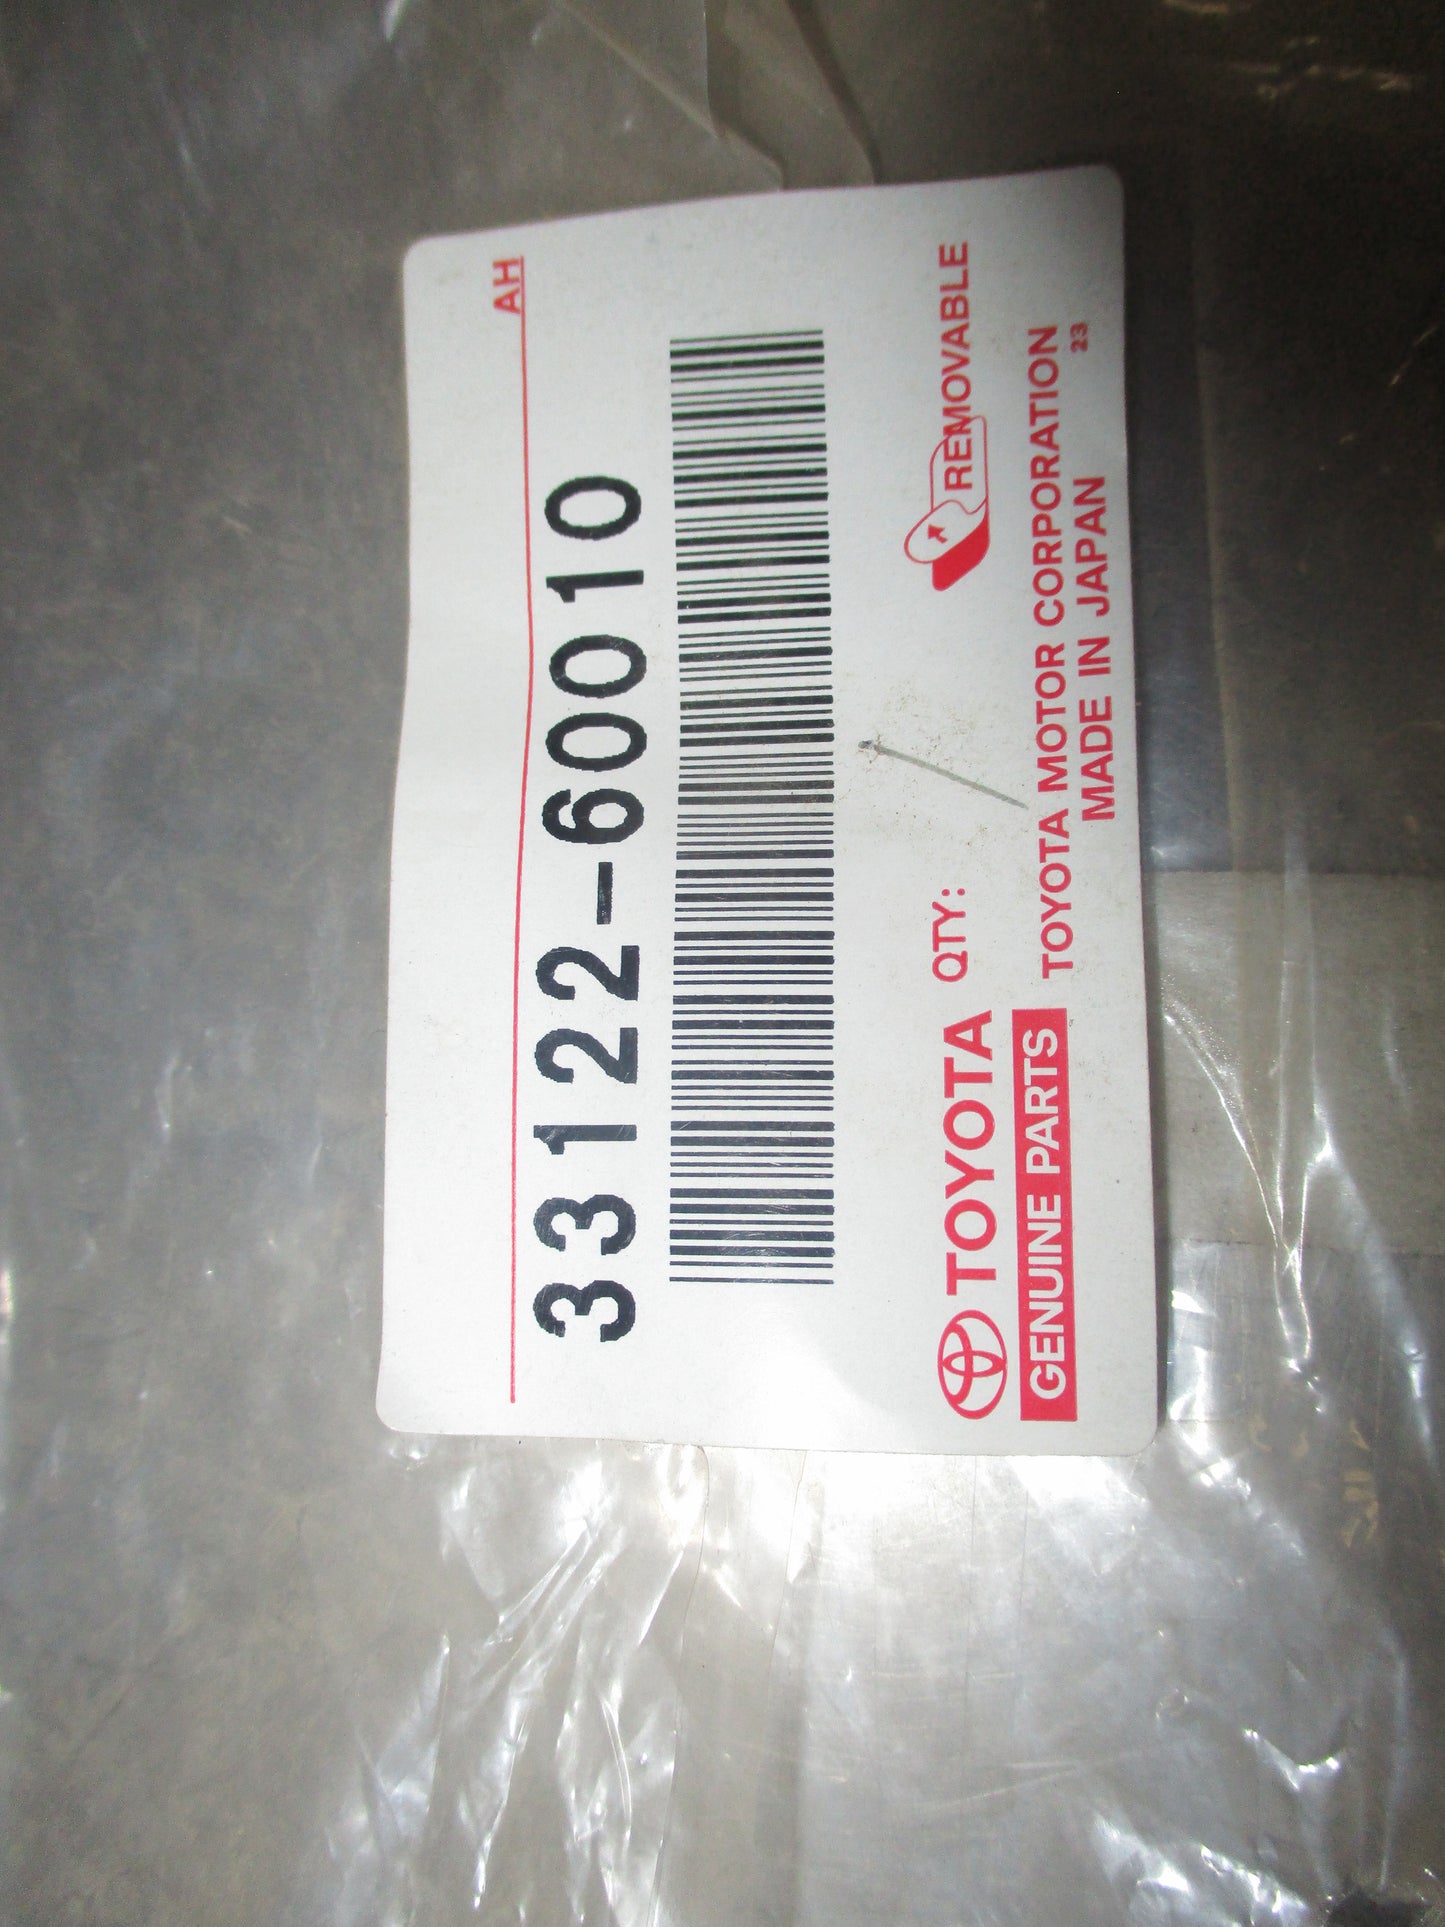 AH
33122-60010
TOYOTA QTY: REMOVABLE
GENUINE PARTS TOYOTA MOTOR CORPORATION
MADE IN JAPAN 23